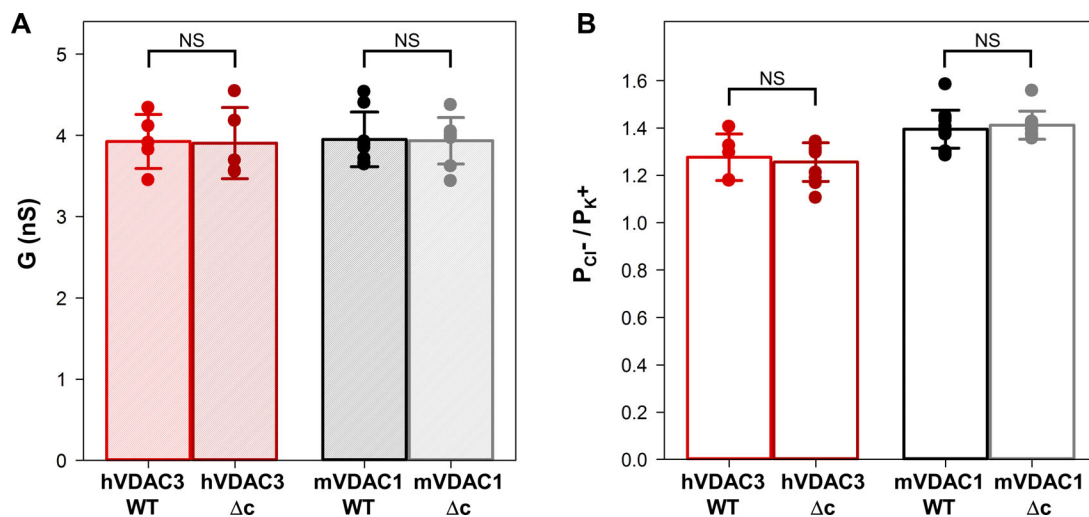 A
NS
NS
5
4
3
2
1
0
G (nS)
hVDAC3 hVDAC3 mVDAC1 mVDAC1
WT Δc WT Δc
B
NS
NS
1.6
1.4
1.2
1.0
0.8
0.6
0.4
0.2
0.0
PCl- / PK+
hVDAC3 hVDAC3 mVDAC1 mVDAC1
WT Δc WT Δc